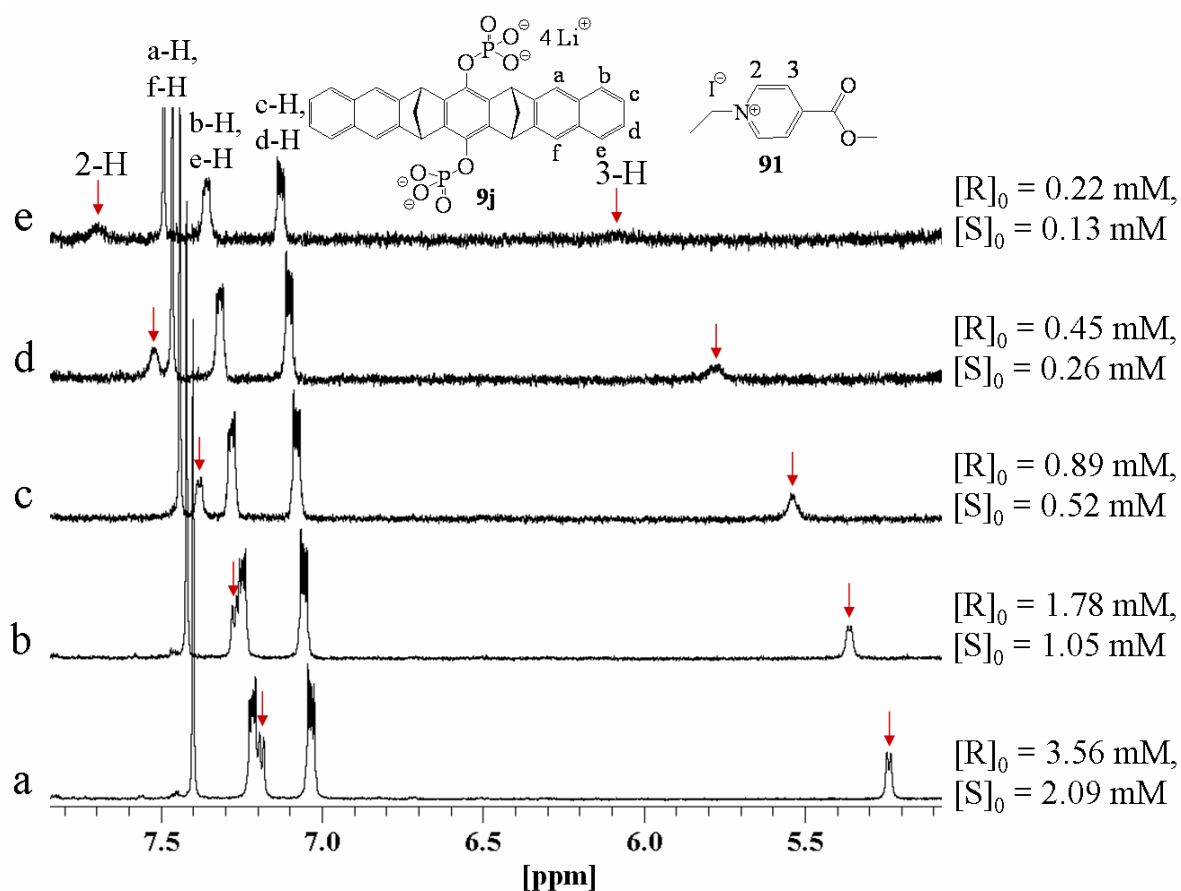 a-H,
f-H
b-H,
e-H
c-H,
d-H
2-H
3-H
O
O⊖
4 Li⊕
P
O⊖
O
a
b
c
d
e
f
O
O⊖
P
⊖O
O
9j
I⊖
2
3
N+
O
O
91
e
[R]₀ = 0.22 mM,
[S]₀ = 0.13 mM
d
[R]₀ = 0.45 mM,
[S]₀ = 0.26 mM
c
[R]₀ = 0.89 mM,
[S]₀ = 0.52 mM
b
[R]₀ = 1.78 mM,
[S]₀ = 1.05 mM
a
[R]₀ = 3.56 mM,
[S]₀ = 2.09 mM
7.5 7.0 6.5 6.0 5.5
[ppm]